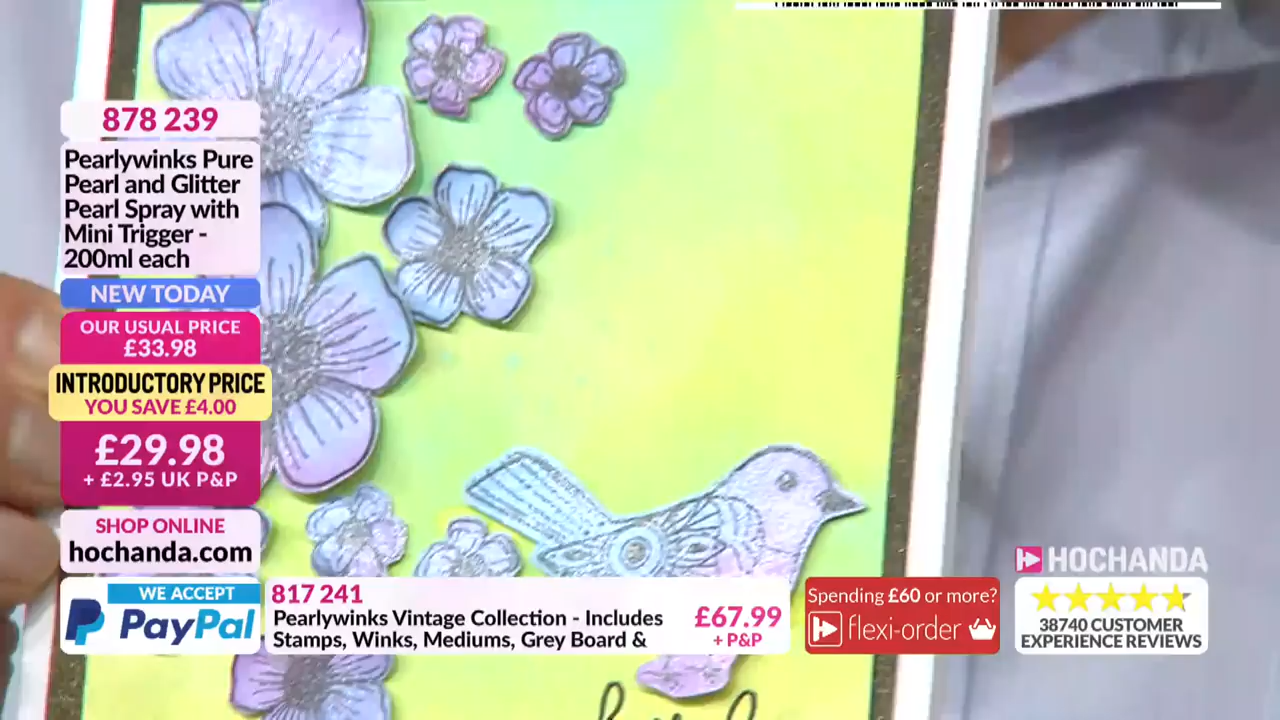 878 239
Pearlywinks Pure
Pearl and Glitter
Pearl Spray with
Mini Trigger -
200ml each
NEW TODAY
OUR USUAL PRICE
£33.98
INTRODUCTORY PRICE
YOU SAVE £4.00
£29.98
+ £2.95 UK P&P
SHOP ONLINE
hochanda.com
WE ACCEPT
PayPal
817 241
Pearlywinks Vintage Collection - Includes
Stamps, Winks, Mediums, Grey Board &
£67.99
+ P&P
Spending £60 or more?
flexi-order
HOCHANDA
38740 CUSTOMER
EXPERIENCE REVIEWS